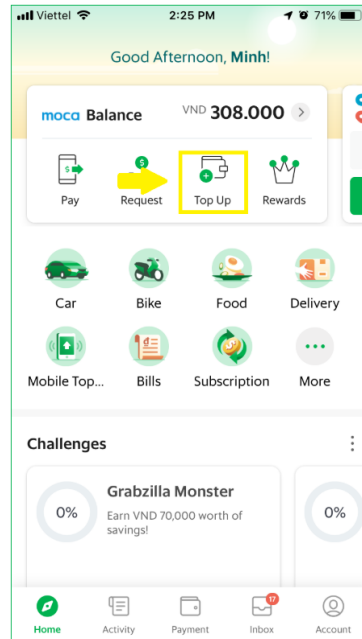 Viettel 2:25 PM 71%
Good Afternoon, Minh!
moca Balance VND 308.000
Pay Request Top Up Rewards
Car Bike Food Delivery
Mobile Top... Bills Subscription More
Challenges
0% Grabzilla Monster 0%
Earn VND 70,000 worth of
savings!
17
Home Activity Payment Inbox Account